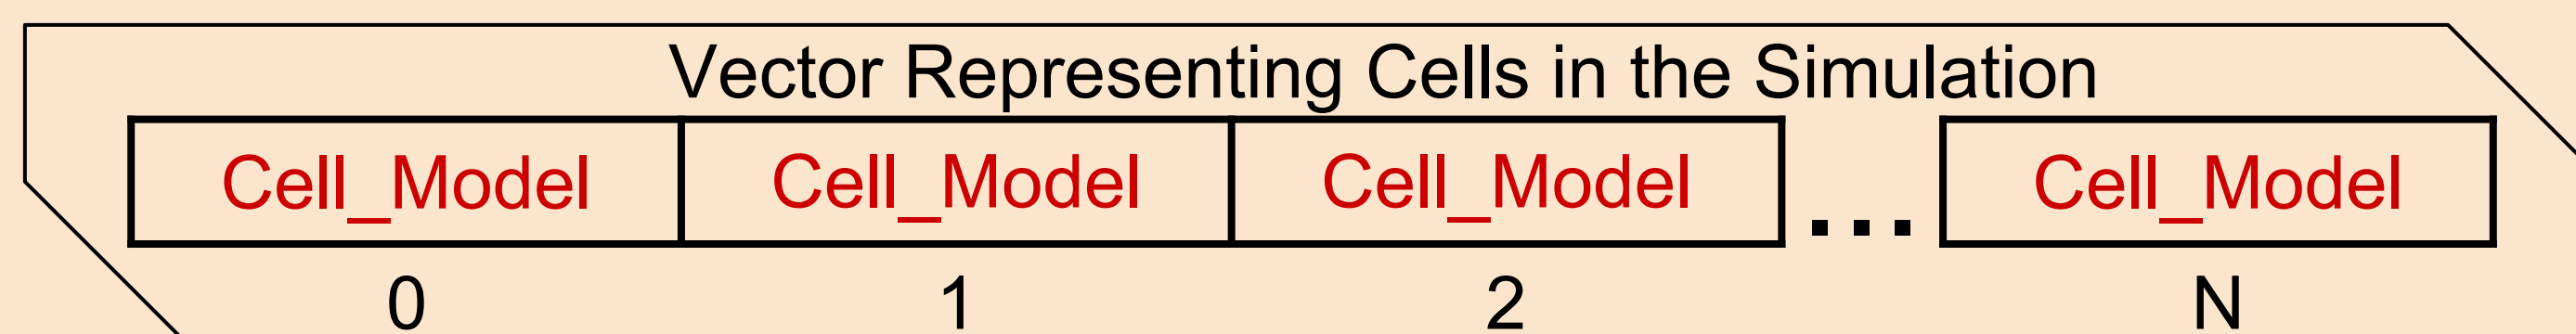 Vector Representing Cells in the Simulation
Cell_Model Cell_Model Cell_Model ... Cell_Model
0 1 2 N